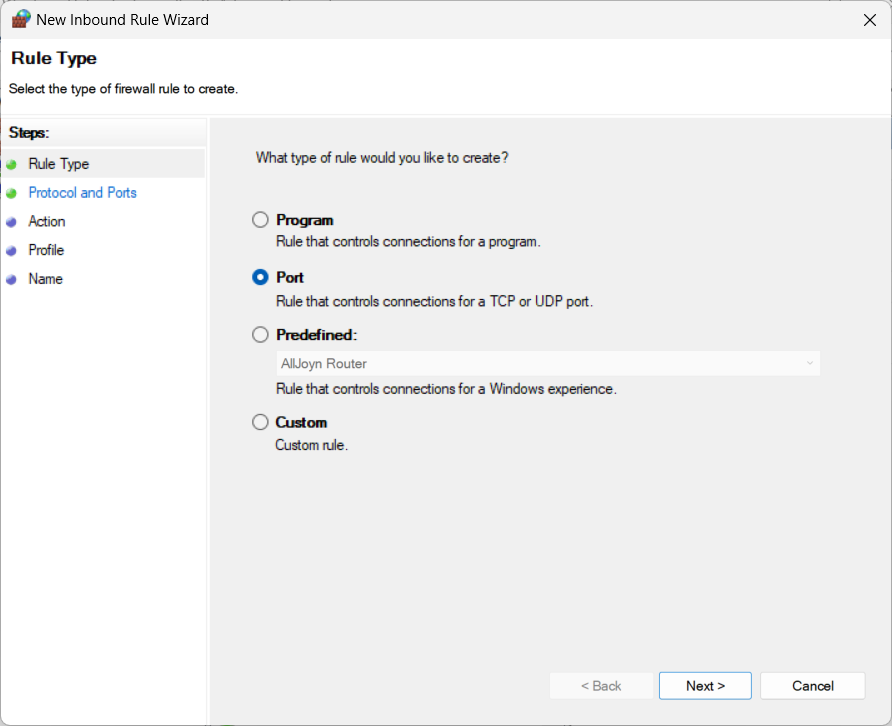 New Inbound Rule Wizard
Rule Type
Select the type of firewall rule to create.
Steps:
Rule Type
Protocol and Ports
Action
Profile
Name
What type of rule would you like to create?
Program
Rule that controls connections for a program.
Port
Rule that controls connections for a TCP or UDP port.
Predefined:
AllJoyn Router
Rule that controls connections for a Windows experience.
Custom
Custom rule.
< Back
Next >
Cancel